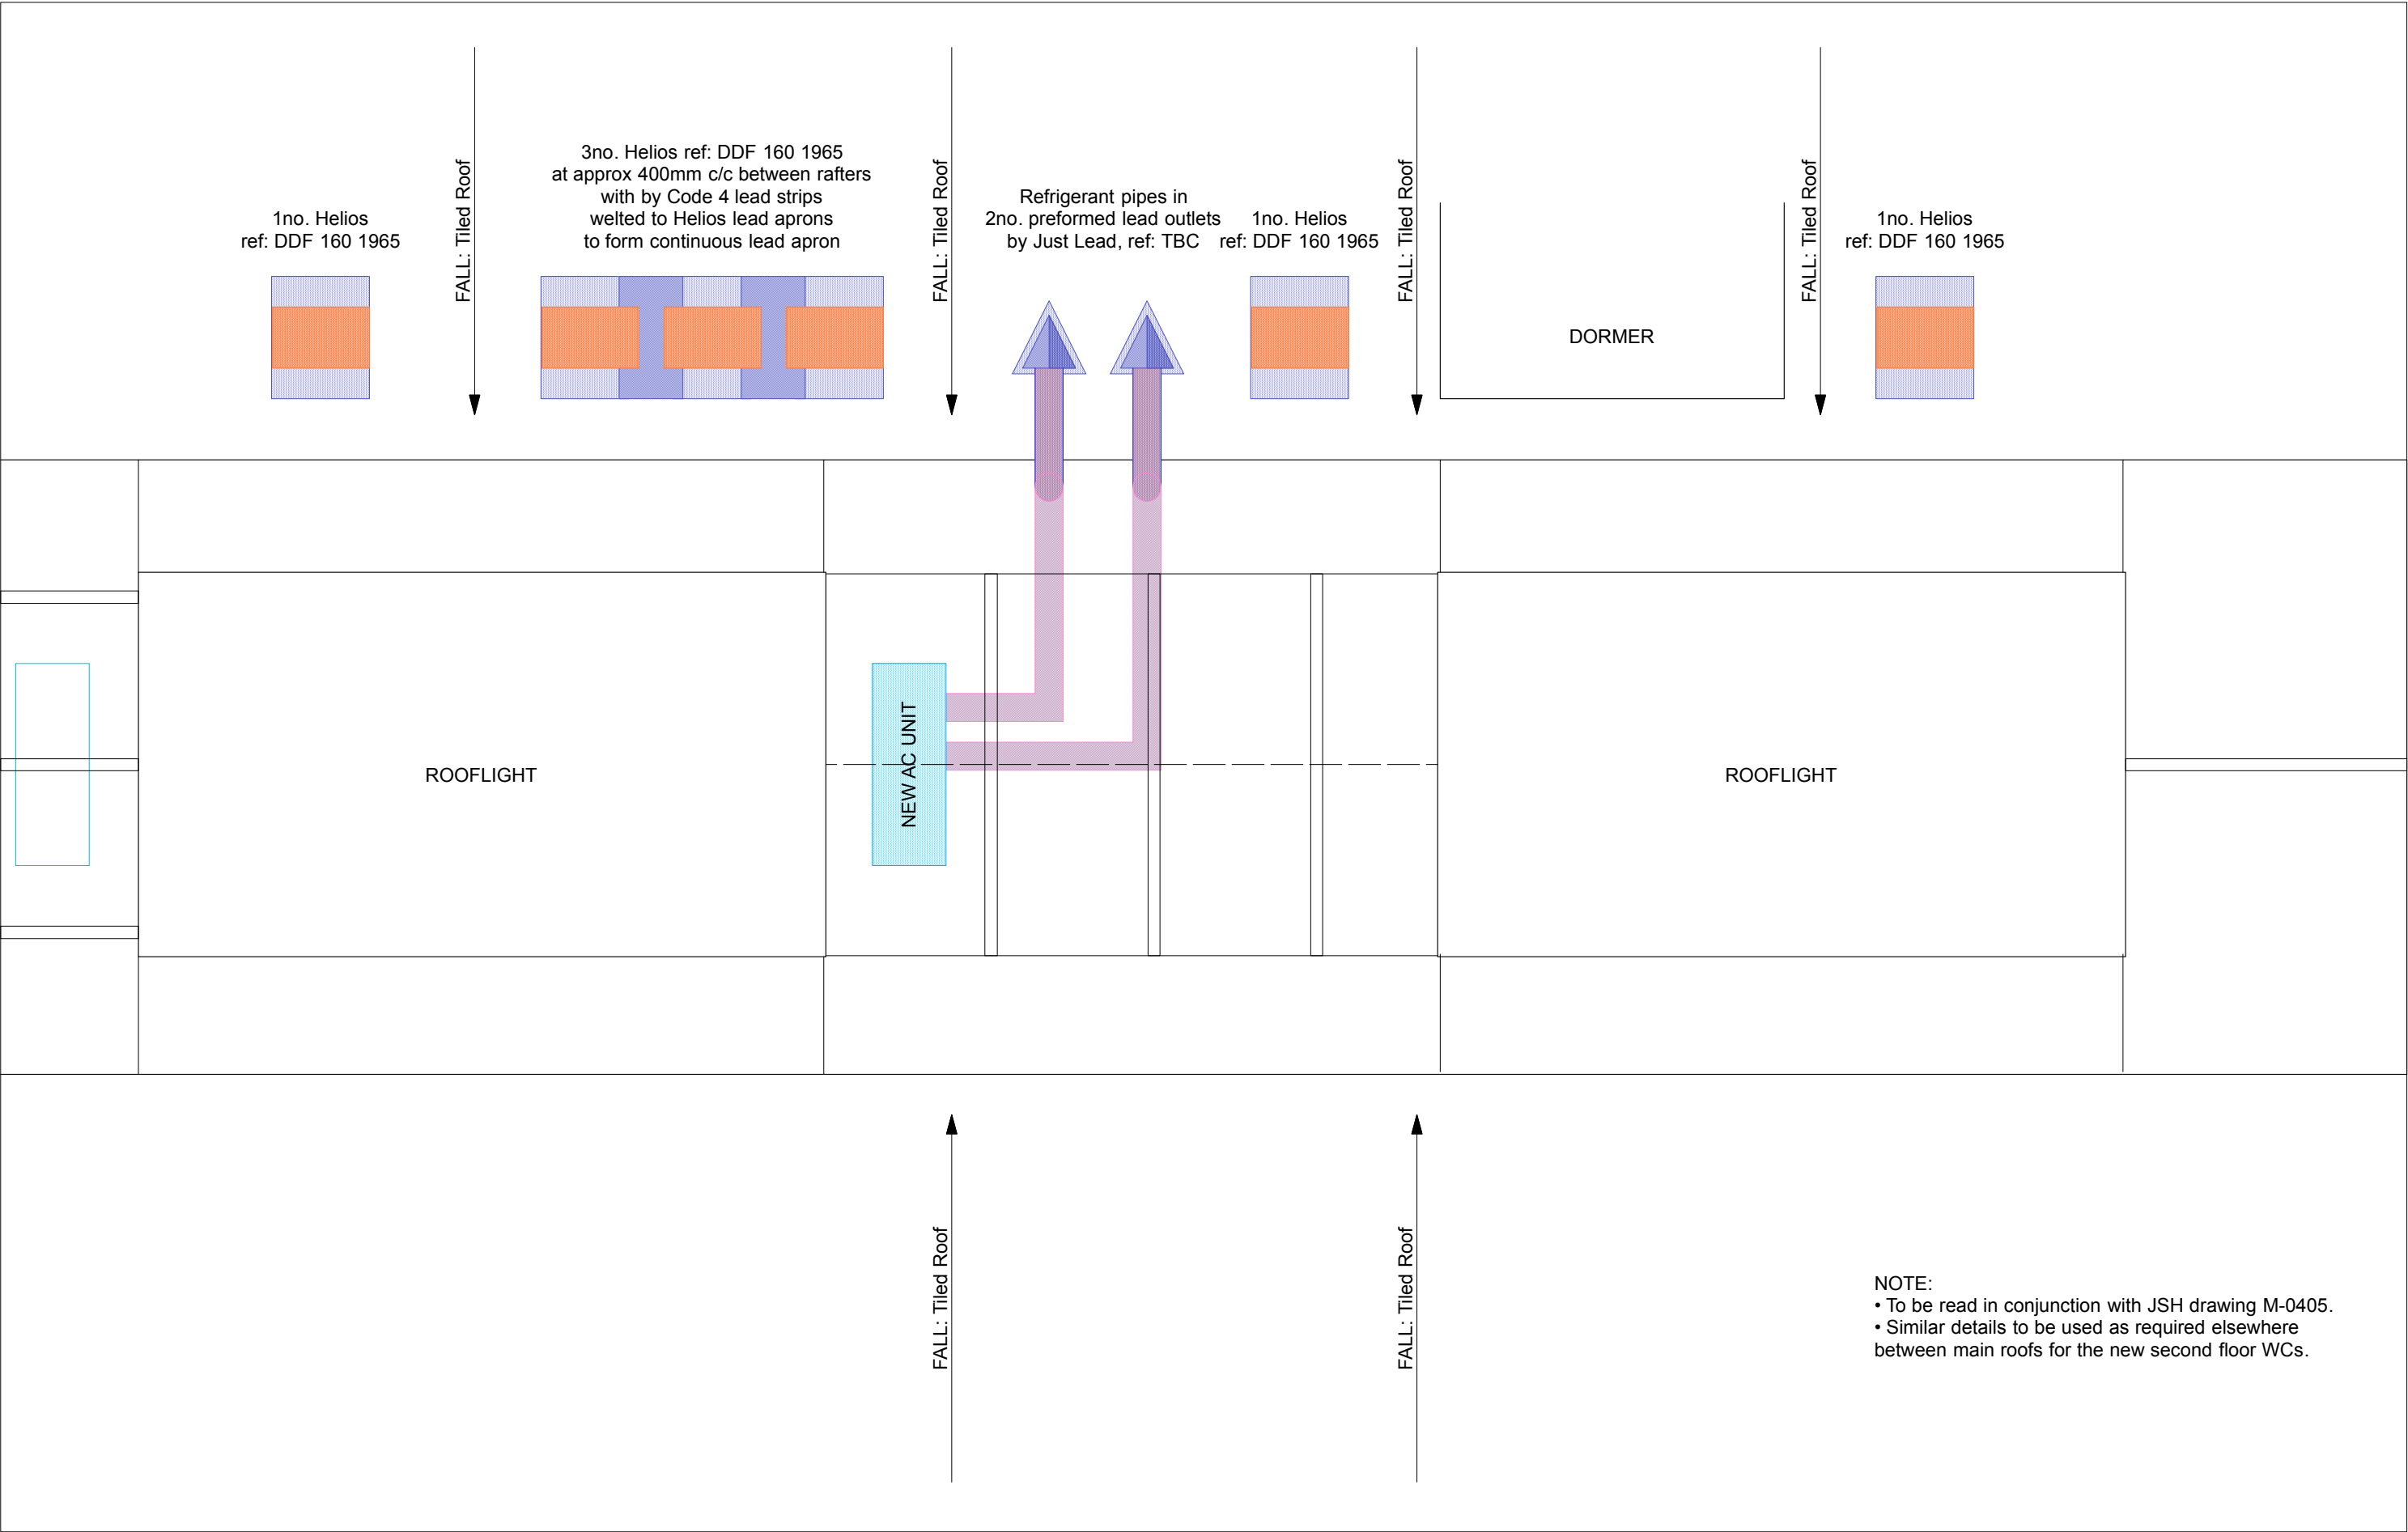 1no. Helios
ref: DDF 160 1965
FALL: Tiled Roof
3no. Helios ref: DDF 160 1965
at approx 400mm c/c between rafters
with by Code 4 lead strips
welted to Helios lead aprons
to form continuous lead apron
FALL: Tiled Roof
Refrigerant pipes in
2no. preformed lead outlets
by Just Lead, ref: TBC
1no. Helios
ref: DDF 160 1965
FALL: Tiled Roof
DORMER
FALL: Tiled Roof
1no. Helios
ref: DDF 160 1965
ROOFLIGHT
NEW AC UNIT
ROOFLIGHT
FALL: Tiled Roof
FALL: Tiled Roof
NOTE:
• To be read in conjunction with JSH drawing M-0405.
• Similar details to be used as required elsewhere
between main roofs for the new second floor WCs.